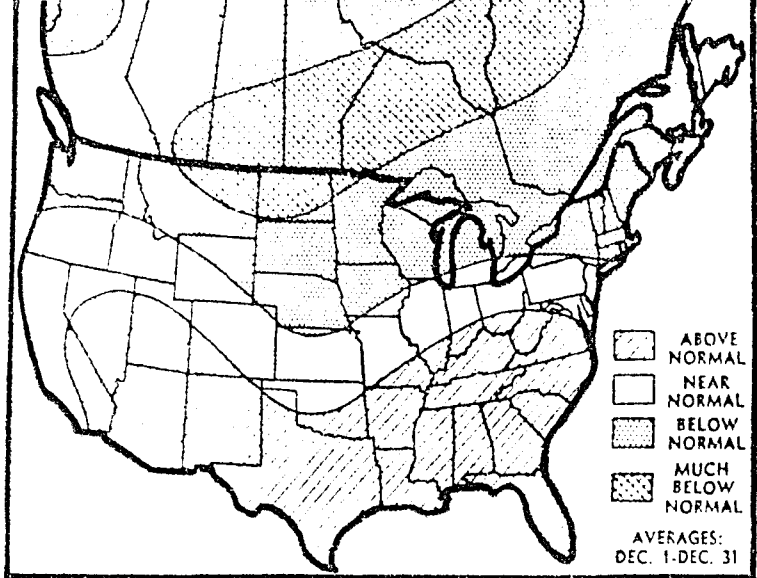 ABOVE
NORMAL
NEAR
NORMAL
BELOW
NORMAL
MUCH
BELOW
NORMAL
AVERAGES:
DEC. 1-DEC. 31